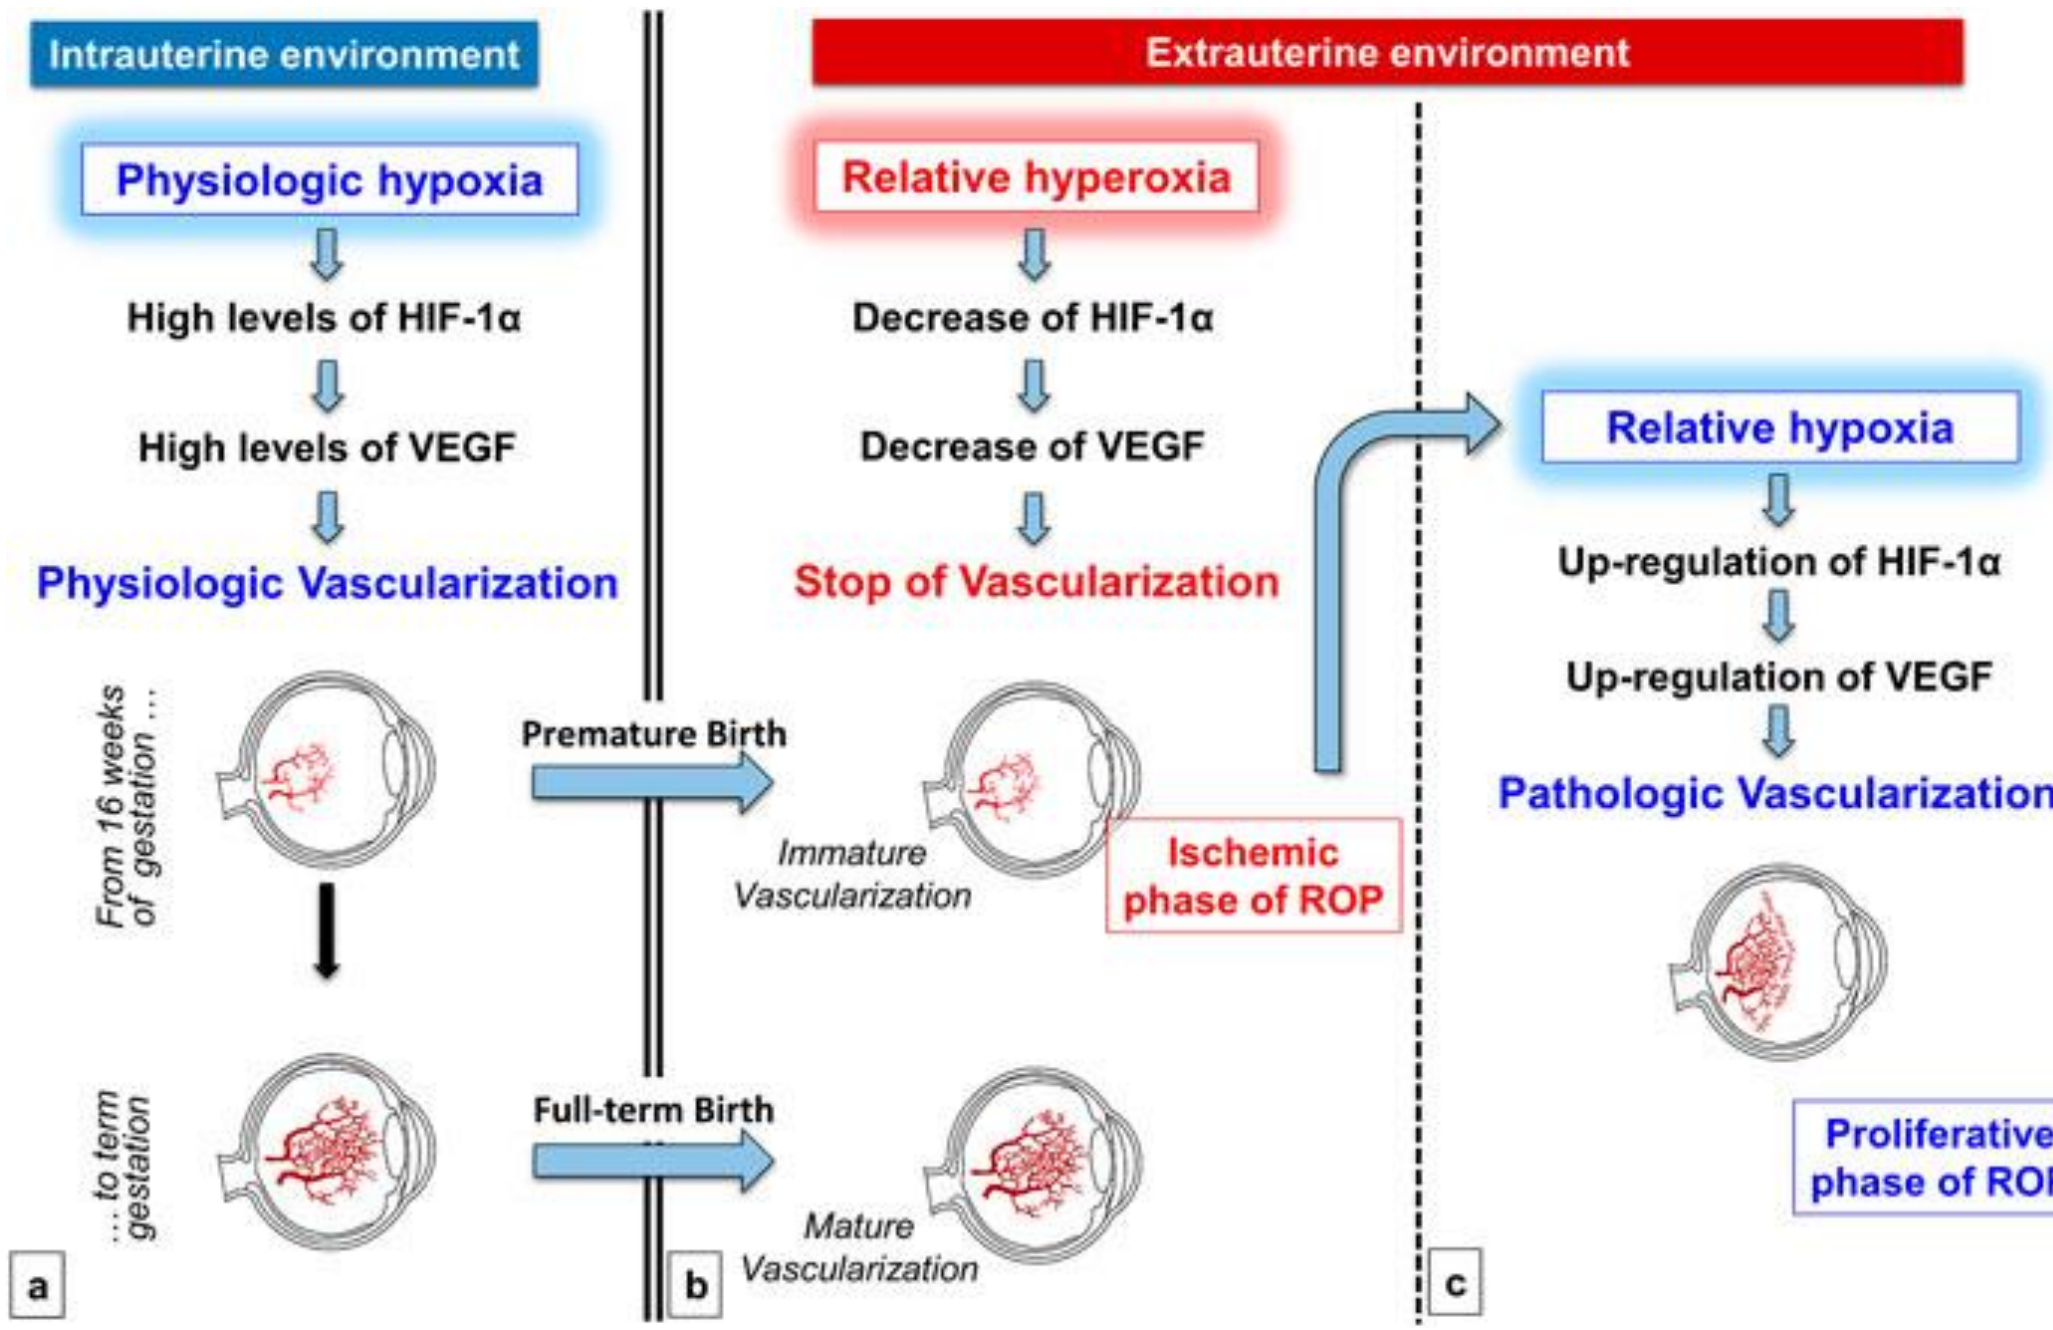 Intrauterine environment
Extrauterine environment
Physiologic hypoxia
High levels of HIF-1α
High levels of VEGF
Physiologic Vascularization
From 16 weeks
of gestation …
… to term
gestation
a
Premature Birth
Full-term Birth
Relative hyperoxia
Decrease of HIF-1α
Decrease of VEGF
Stop of Vascularization
Immature
Vascularization
Ischemic
phase of ROP
Mature
Vascularization
b
Relative hypoxia
Up-regulation of HIF-1α
Up-regulation of VEGF
Pathologic Vascularization
Proliferative
phase of ROP
c